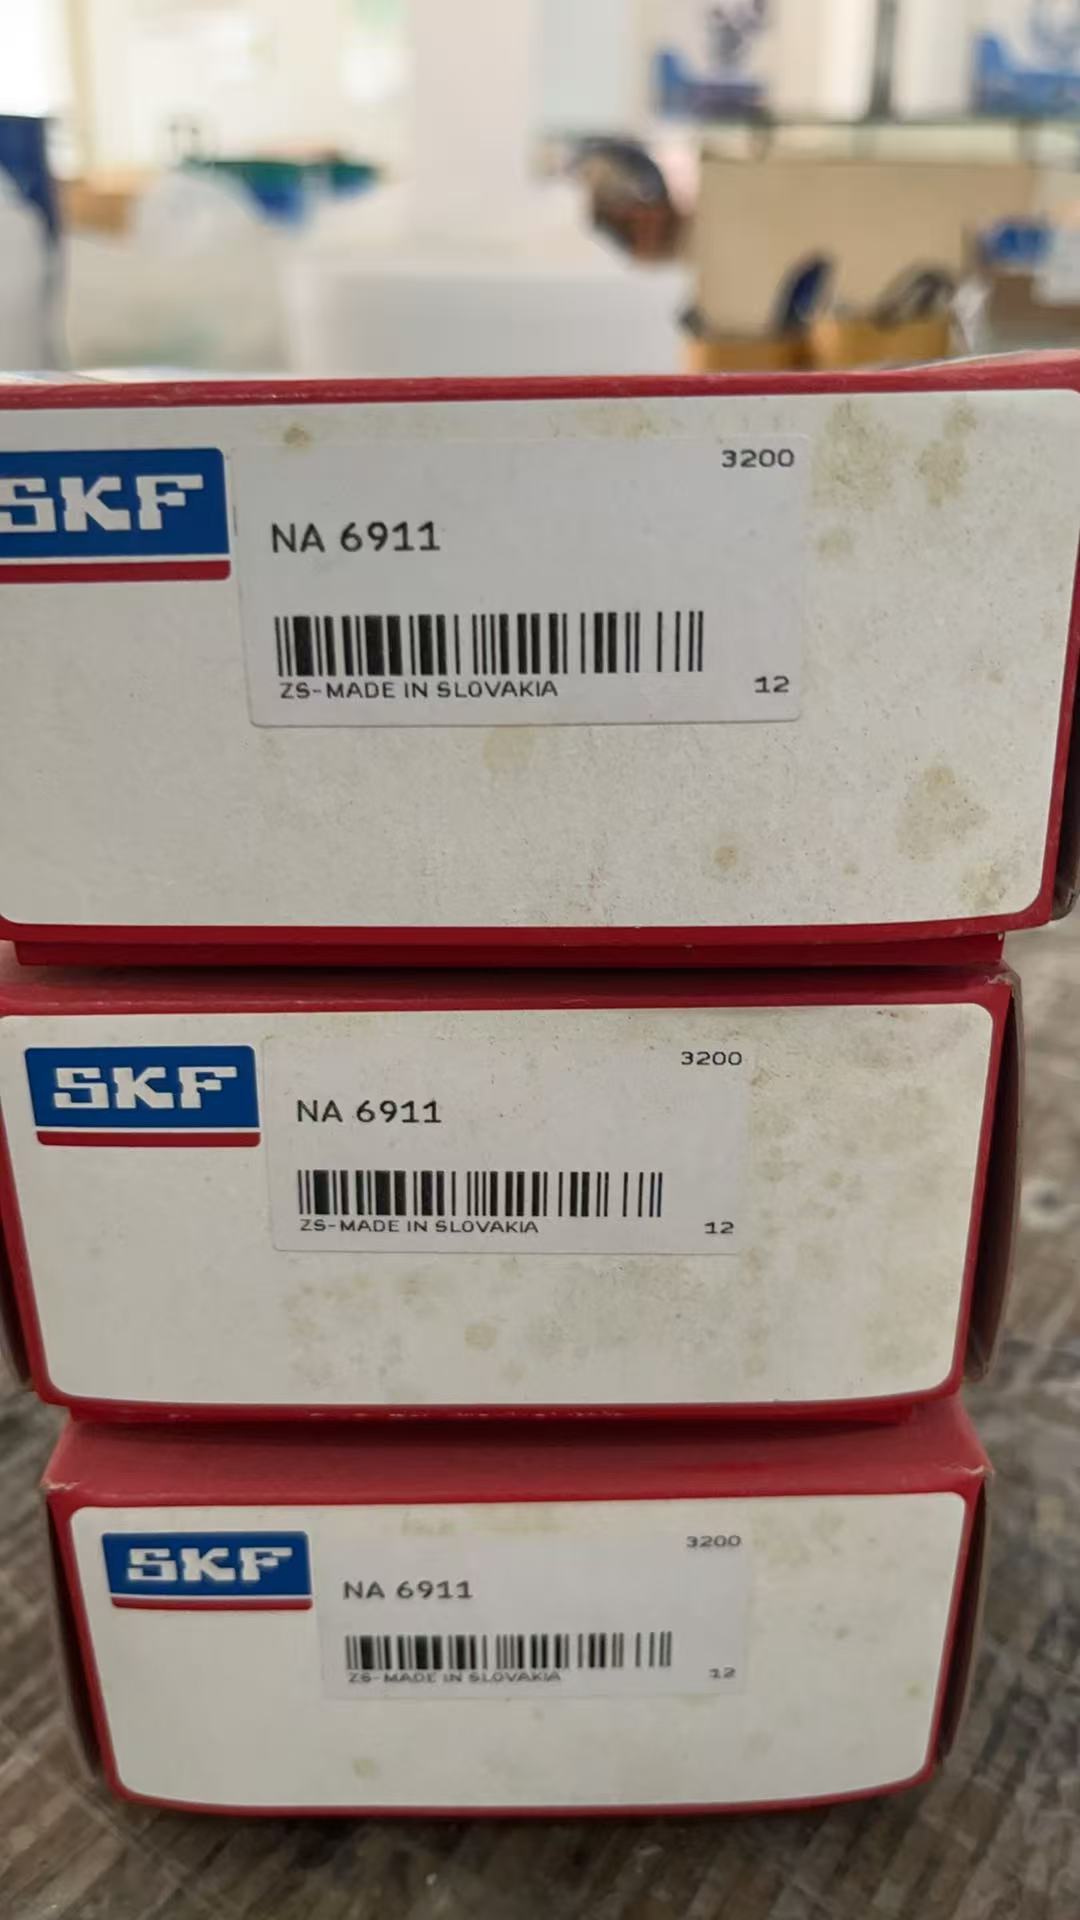 SKF
3200
NA 6911
ZS-MADE IN SLOVAKIA
12
SKF
3200
NA 6911
ZS-MADE IN SLOVAKIA
12
SKF
3200
NA 6911
ZS-MADE IN SLOVAKIA
12